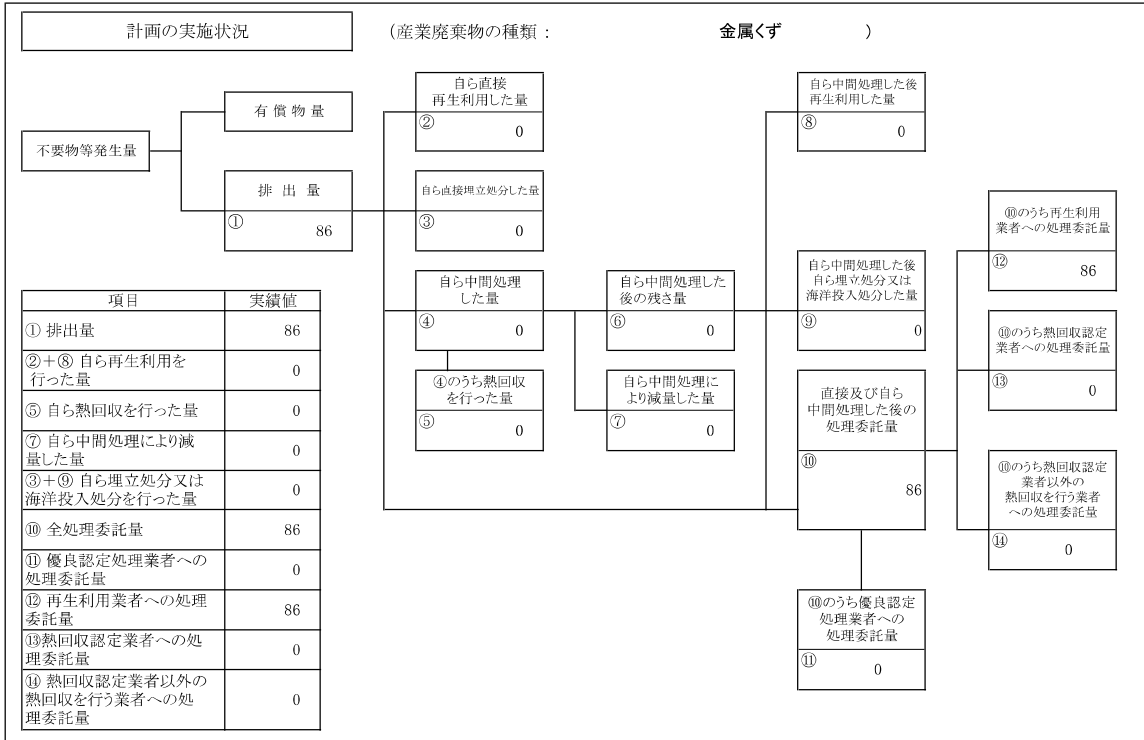 計画の実施状況
(産業廃棄物の種類： 金属くず )
不要物等発生量
有償物量
排出量
①
86
自ら直接
再生利用した量
②
0
自ら直接埋立処分した量
③
0
自ら中間処理
した量
④
0
④のうち熱回収
を行った量
⑤
0
自ら中間処理した
後の残さ量
⑥
0
自ら中間処理に
より減量した量
⑦
0
自ら中間処理した後
再生利用した量
⑧
0
自ら中間処理した後
自ら埋立処分又は
海洋投入処分した量
⑨
0
直接及び自ら
中間処理した後の
処理委託量
⑩
86
⑩のうち優良認定
処理業者への
処理委託量
⑪
0
⑩のうち再生利用
業者への処理委託量
⑫
86
⑩のうち熱回収認定
業者への処理委託量
⑬
0
⑩のうち熱回収認定
業者以外の
熱回収を行う業者
への処理委託量
⑭
0
項目 実績値
① 排出量 86
②＋⑧ 自ら再生利用を
行った量 0
⑤ 自ら熱回収を行った量 0
⑦ 自ら中間処理により減
量した量 0
③＋⑨ 自ら埋立処分又は
海洋投入処分を行った量 0
⑩ 全処理委託量 86
⑪ 優良認定処理業者への
処理委託量 0
⑫ 再生利用業者への処理
委託量 86
⑬熱回収認定業者への処
理委託量 0
⑭ 熱回収認定業者以外の
熱回収を行う業者への処
理委託量 0